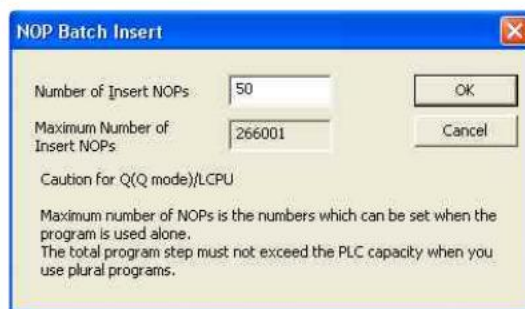 NOP Batch Insert
Number of Insert NOPs
50
OK
Maximum Number of
Insert NOPs
266001
Cancel
Caution for Q(Q mode)/LCPU
Maximum number of NOPs is the numbers which can be set when the
program is used alone.
The total program step must not exceed the PLC capacity when you
use plural programs.